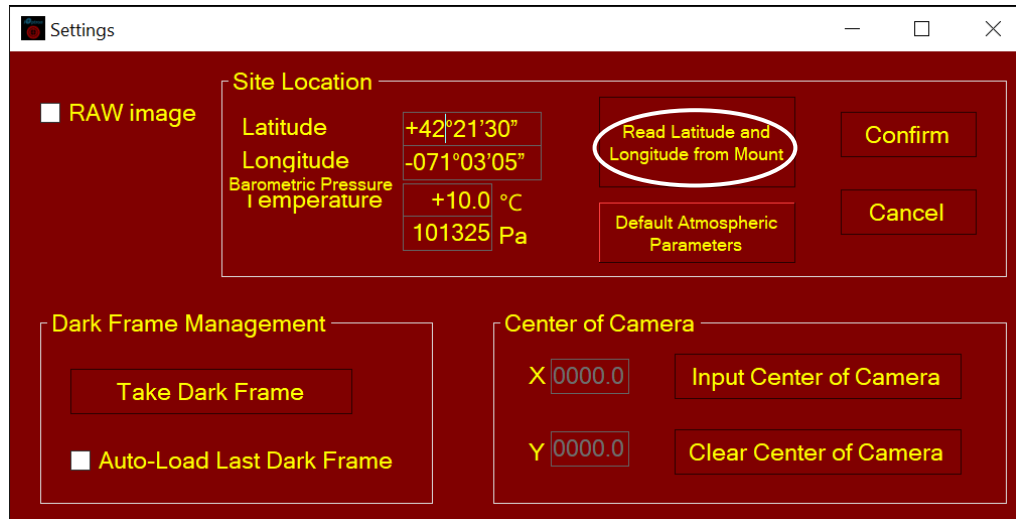 Settings
RAW image
Site Location
Latitude +42°21'30"
Longitude -071°03'05"
Barometric Pressure
Temperature +10.0 °C
101325 Pa
Read Latitude and
Longitude from Mount
Default Atmospheric
Parameters
Confirm
Cancel
Dark Frame Management
Take Dark Frame
Auto-Load Last Dark Frame
Center of Camera
X 0000.0 Input Center of Camera
Y 0000.0 Clear Center of Camera